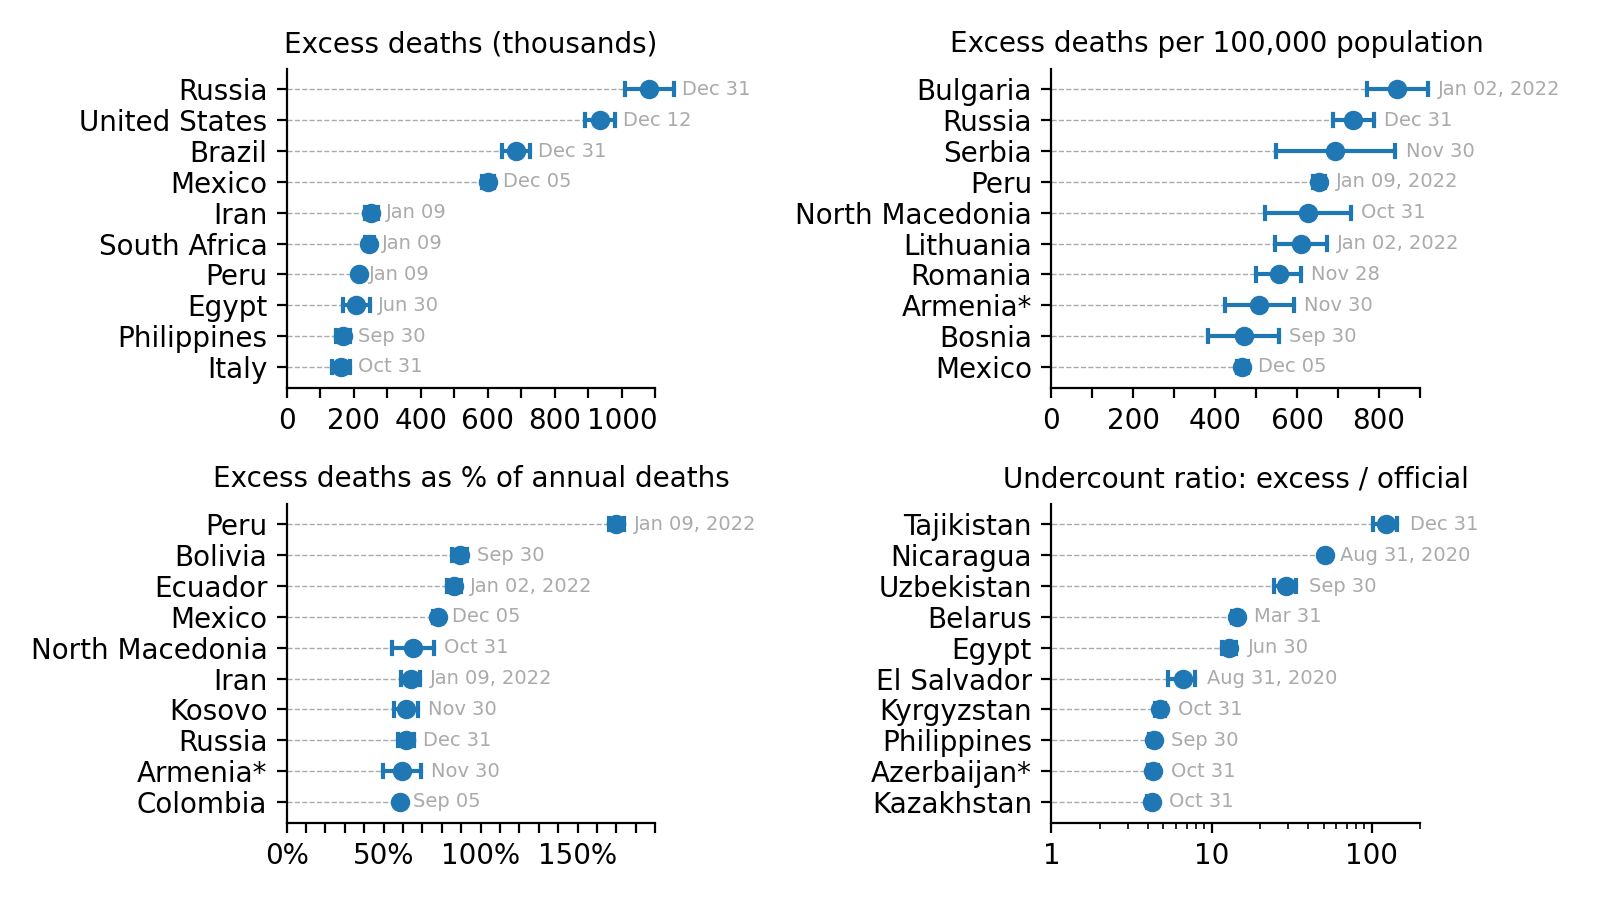 Excess deaths (thousands)
Russia Dec 31
United States Dec 12
Brazil Dec 31
Mexico Dec 05
Iran Jan 09
South Africa Jan 09
Peru Jan 09
Egypt Jun 30
Philippines Sep 30
Italy Oct 31
0 200 400 600 800 1000
Excess deaths per 100,000 population
Bulgaria Jan 02, 2022
Russia Dec 31
Serbia Nov 30
Peru Jan 09, 2022
North Macedonia Oct 31
Lithuania Jan 02, 2022
Romania Nov 28
Armenia* Nov 30
Bosnia Sep 30
Mexico Dec 05
0 200 400 600 800
Excess deaths as % of annual deaths
Peru Jan 09, 2022
Bolivia Sep 30
Ecuador Jan 02, 2022
Mexico Dec 05
North Macedonia Oct 31
Iran Jan 09, 2022
Kosovo Nov 30
Russia Dec 31
Armenia* Nov 30
Colombia Sep 05
0% 50% 100% 150%
Undercount ratio: excess / official
Tajikistan Dec 31
Nicaragua Aug 31, 2020
Uzbekistan Sep 30
Belarus Mar 31
Egypt Jun 30
El Salvador Aug 31, 2020
Kyrgyzstan Oct 31
Philippines Sep 30
Azerbaijan* Oct 31
Kazakhstan Oct 31
1 10 100